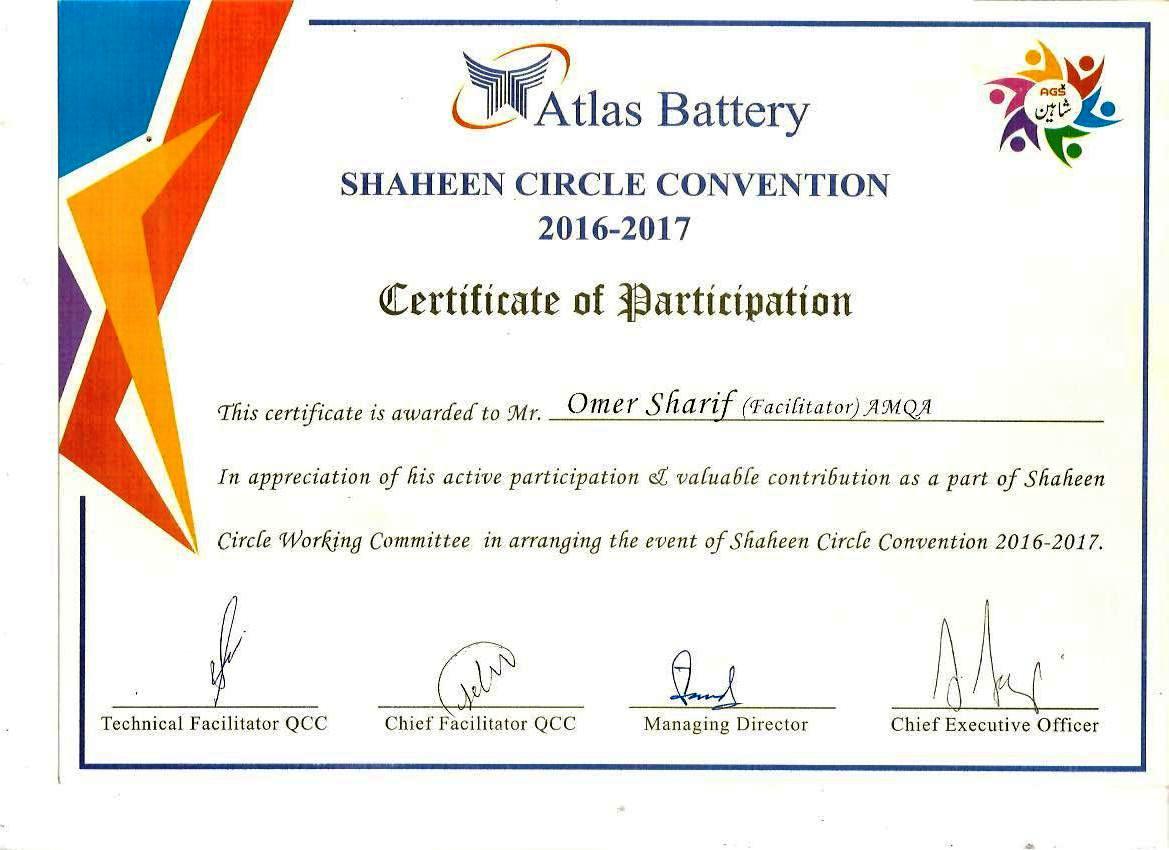 Atlas Battery
AGS
شاہین
SHAHEEN CIRCLE CONVENTION
2016-2017
Certificate of Participation
This certificate is awarded to Mr. Omer Sharif (Facilitator) AMQA
In appreciation of his active participation & valuable contribution as a part of Shaheen
Circle Working Committee in arranging the event of Shaheen Circle Convention 2016-2017.
Technical Facilitator QCC
Chief Facilitator QCC
Managing Director
Chief Executive Officer